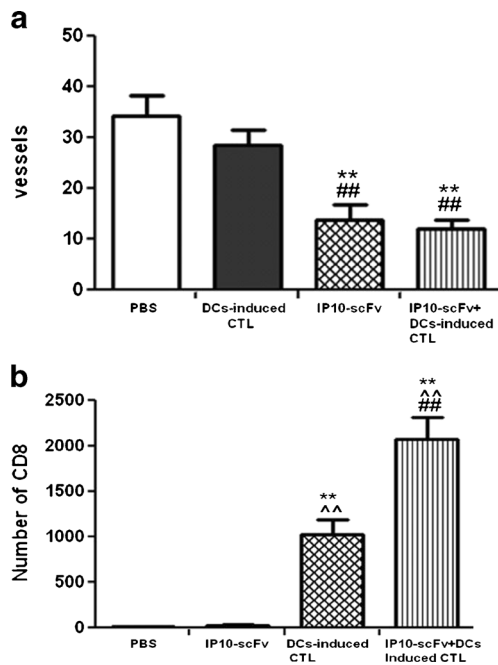 a
vessels
50
40
30
20
10
0
**
##
**
##
PBS
DCs-induced
CTL
IP10-scFv
IP10-scFv+
DCs-induced
CTL
b
Number of CD8
2500
2000
1500
1000
500
0
**
^^
**
^^
##
PBS
IP10-scFv
DCs-induced
CTL
IP10-scFv+DCs
Induced CTL